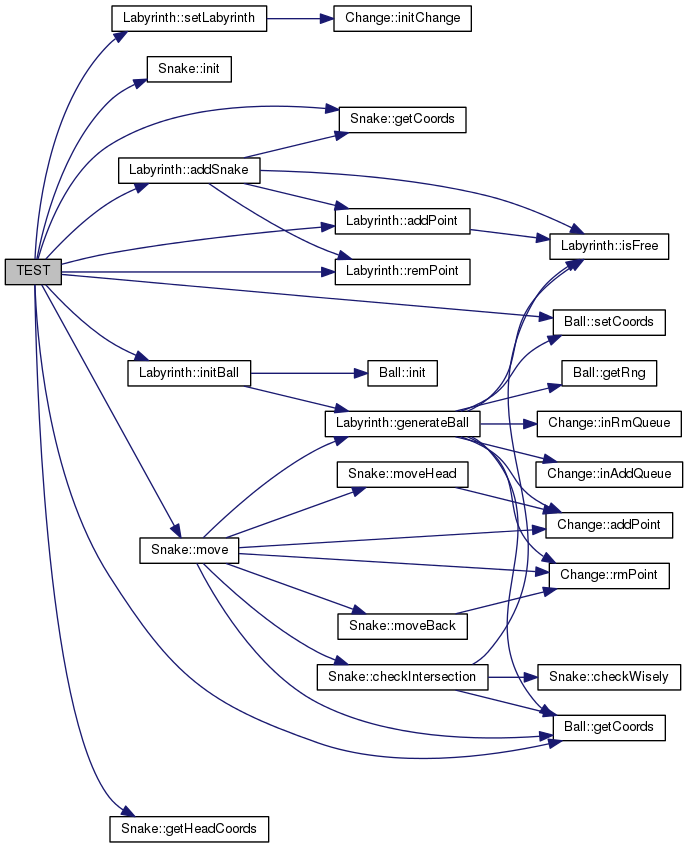 Labyrinth::setLabyrinth
Change::initChange
Snake::init
Snake::getCoords
Labyrinth::addSnake
Labyrinth::addPoint
Labyrinth::isFree
TEST
Labyrinth::remPoint
Ball::setCoords
Labyrinth::initBall
Ball::init
Ball::getRng
Labyrinth::generateBall
Change::inRmQueue
Snake::moveHead
Change::inAddQueue
Change::addPoint
Snake::move
Change::rmPoint
Snake::moveBack
Snake::checkIntersection
Snake::checkWisely
Ball::getCoords
Snake::getHeadCoords